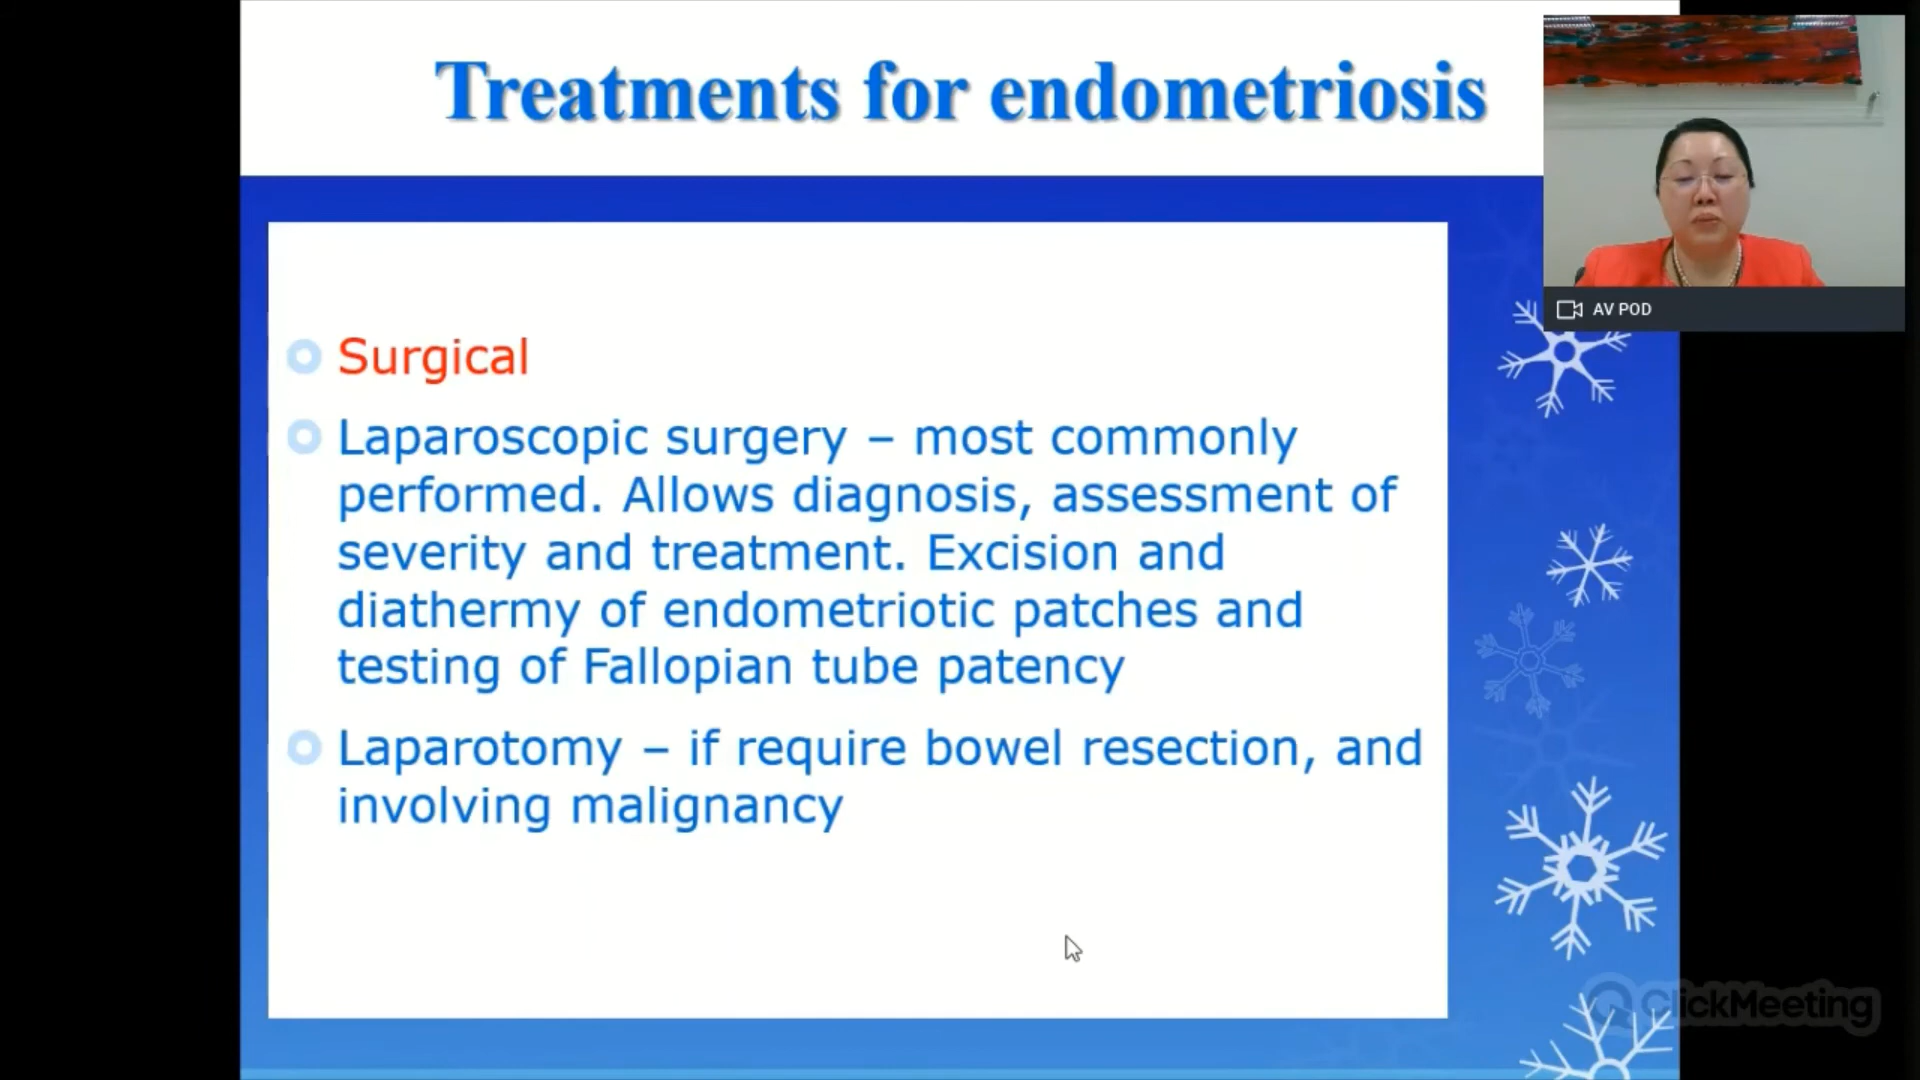 Treatments for endometriosis
AV POD
Surgical
Laparoscopic surgery – most commonly
performed. Allows diagnosis, assessment of
severity and treatment. Excision and
diathermy of endometriotic patches and
testing of Fallopian tube patency
Laparotomy – if require bowel resection, and
involving malignancy
ClickMeeting